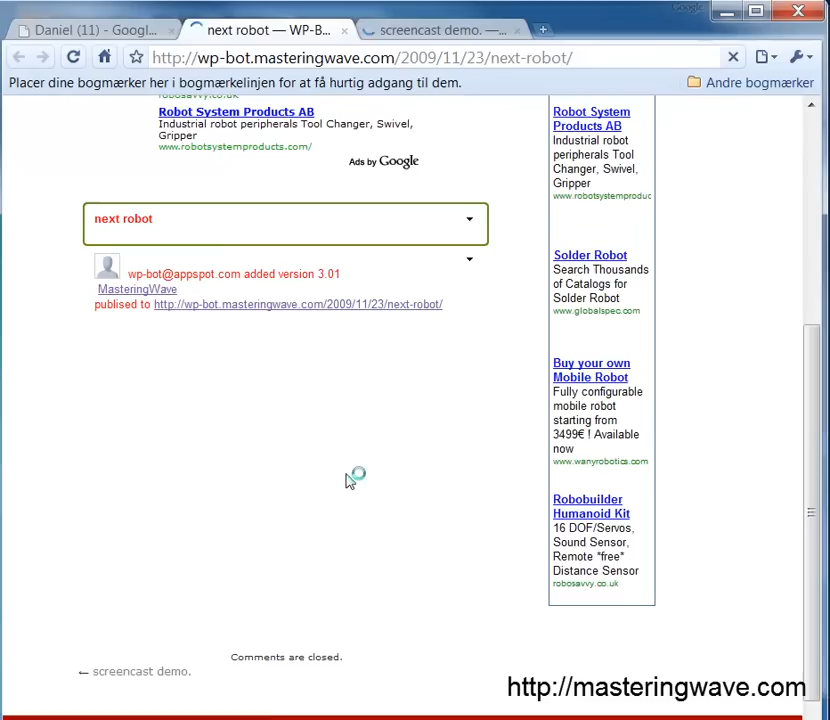 Google
Daniel (11) - Googl...
next robot — WP-B...
screencast demo. —...
http://wp-bot.masteringwave.com/2009/11/23/next-robot/
Placer dine bogmærker her i bogmærkelinjen for at få hurtig adgang til dem.
Andre bogmærker
robosavvy.co.uk
Robot System Products AB
Industrial robot peripherals Tool Changer, Swivel,
Gripper
www.robotsystemproducts.com/
Ads by Google
next robot
wp-bot@appspot.com added version 3.01
MasteringWave
publised to http://wp-bot.masteringwave.com/2009/11/23/next-robot/
Robot System
Products AB
Industrial robot
peripherals Tool
Changer, Swivel,
Gripper
www.robotsystemproduc
Solder Robot
Search Thousands
of Catalogs for
Solder Robot
www.globalspec.com
Buy your own
Mobile Robot
Fully configurable
mobile robot
starting from
3499€ ! Available
now
www.wanyrobotics.com
Robobuilder
Humanoid Kit
16 DOF/Servos,
Sound Sensor,
Remote *free*
Distance Sensor
robosavvy.co.uk
Comments are closed.
← screencast demo.
http://masteringwave.com